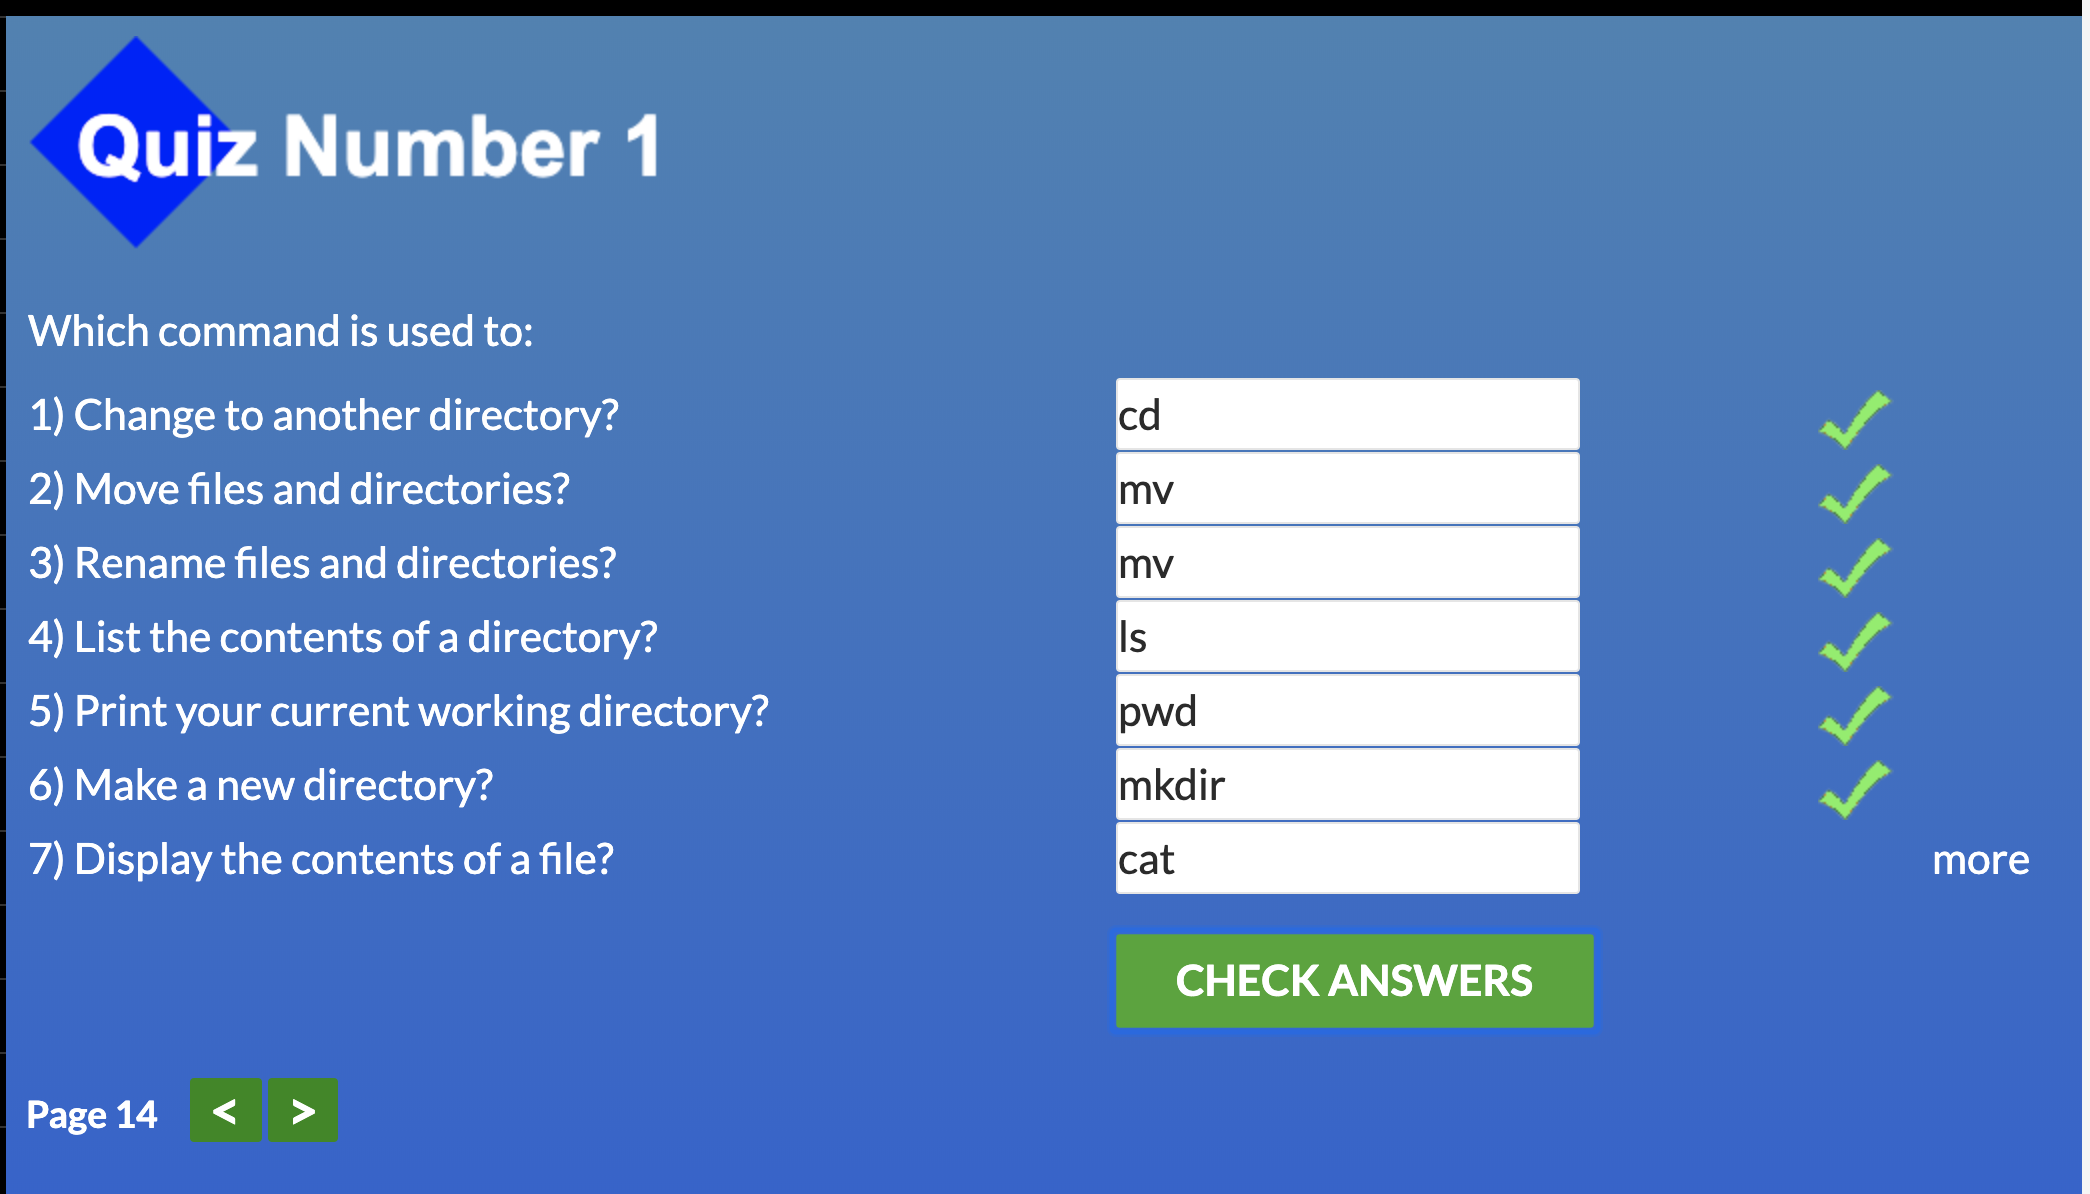 Quiz Number 1
Which command is used to:
1) Change to another directory? cd
2) Move files and directories? mv
3) Rename files and directories? mv
4) List the contents of a directory? ls
5) Print your current working directory? pwd
6) Make a new directory? mkdir
7) Display the contents of a file? cat more
CHECK ANSWERS
Page 14 < >